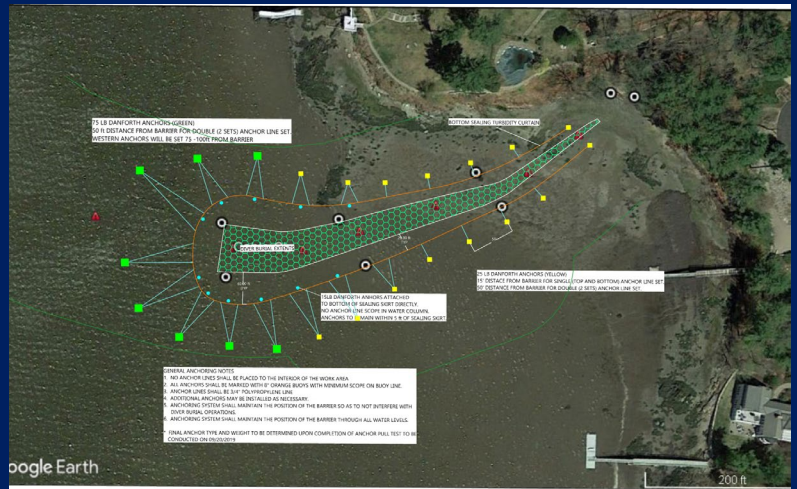 75 LB DANFORTH ANCHORS (GREEN)
50 ft DISTANCE FROM BARRIER FOR DOUBLE (2 SETS) ANCHOR LINE SET.
WESTERN ANCHORS WILL BE SET 75 -100FT FROM BARRIER
BOTTOM SEALING TURBIDITY CURTAIN
DIVER BURIAL EXTENTS
25 LB DANFORTH ANCHORS (YELLOW)
15' DISTACE FROM BARRIER FOR SINGLE(TOP AND BOTTOM) ANCHOR LINE SET.
50' DISTANCE FROM BARRIER FOR DOUBLE (2 SETS) ANCHOR LINE SET.
15LB DANFORTH ANHORS ATTACHED
TO BOTTOM OF SEALING SKIRT DIRECTLY.
NO ANCHOR LINE SCOPE IN WATER COLUMN.
ANCHORS TO MAIN WITHIN 5 ft OF SEALING SKIRT.
GENERAL ANCHORING NOTES
1. NO ANCHOR LINES SHALL BE PLACED TO THE INTERIOR OF THE WORK AREA
2. ALL ANCHORS SHALL BE MARKED WITH 8" ORANGE BUOYS WITH MINIMUM SCOPE ON BUOY LINE.
3. ANCHOR LINES SHALL BE 3/4" POLYPROPYLENE LINE
4. ADDITIONAL ANCHORS MAY BE INSTALLED AS NECESSARY.
5. ANCHORING SYSTEM SHALL MAINTAIN THE POSITION OF THE BARRIER SO AS TO NOT INTERFERE WITH
DIVER BURIAL OPERATIONS.
6. ANCHORING SYSTEM SHALL MAINTAIN THE POSITION OF THE BARRIER THROUGH ALL WATER LEVELS.
* FINAL ANCHOR TYPE AND WEIGHT TO BE DETERMINED UPON COMPLETION OF ANCHOR PULL TEST TO BE
CONDUCTED ON 09/20/2019
oogle Earth
200 ft